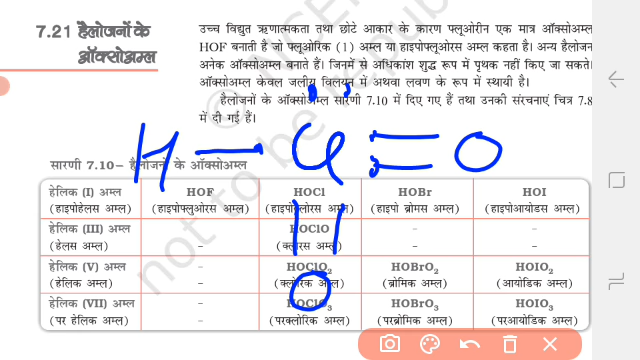 7.21 हैलोजनों के
ऑक्सोअम्ल
उच्च विद्युत ऋणात्मकता तथा छोटे आकार के कारण फ्लूओरीन एक मात्र ऑक्सोअम्ल
HOF बनाती है जो फ्लूओरिक (1) अम्ल या हाइपोफ्लूओरस अम्ल कहता है। अन्य हैलोजन
अनेक ऑक्सोअम्ल बनाते हैं। जिनमें से अधिकांश शुद्ध रूप में पृथक नहीं किए जा सकते।
ऑक्सोअम्ल केवल जलीय विलयन में अथवा लवण के रूप में स्थायी है।
हैलोजनों के ऑक्सोअम्ल सारणी 7.10 में दिए गए हैं तथा उनकी संरचनाएं चित्र 7.8
में दी गई हैं।
H — Cl = O
||
O
सारणी 7.10– हैलोजनों के ऑक्सोअम्ल
हेलिक (I) अम्ल HOF HOCl HOBr HOI
(हाइपोहेलस अम्ल) (हाइपोफ्लुओरस अम्ल) (हाइपोक्लोरस अम्ल) (हाइपो ब्रोमस अम्ल) (हाइपोआयोडस अम्ल)
हेलिक (III) अम्ल – HOClO – –
(हेलस अम्ल) – (क्लोरस अम्ल) – –
हेलिक (V) अम्ल – HOClO₂ HOBrO₂ HOIO₂
(हेलिक अम्ल) – (क्लोरिक अम्ल) (ब्रोमिक अम्ल) (आयोडिक अम्ल)
हेलिक (VII) अम्ल – HOClO₃ HOBrO₃ HOIO₃
(पर हेलिक अम्ल) – (परक्लोरिक अम्ल) (परब्रोमिक अम्ल) (परआयोडिक अम्ल)
not to be republished